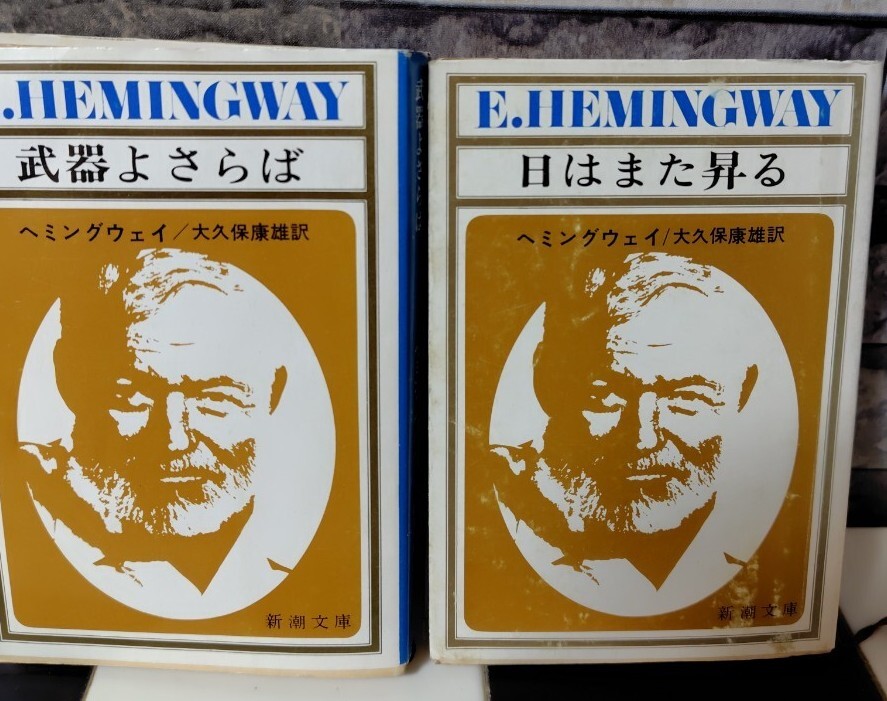 .HEMINGWAY
武器よさらば
ヘミングウェイ/大久保康雄訳
新潮文庫
E.HEMINGWAY
日はまた昇る
ヘミングウェイ/大久保康雄訳
新潮文庫